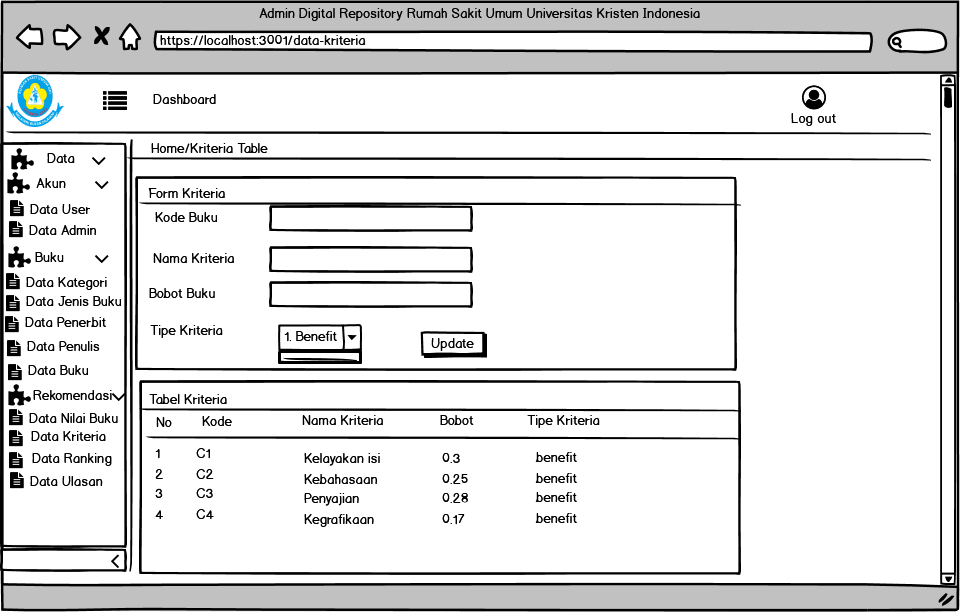 Admin Digital Repository Rumah Sakit Umum Universitas Kristen Indonesia
https://localhost:3001/data-kriteria
Dashboard
Log out
Home/Kriteria Table
Data
Akun
Data User
Data Admin
Buku
Data Kategori
Data Jenis Buku
Data Penerbit
Data Penulis
Data Buku
Rekomendasi
Data Nilai Buku
Data Kriteria
Data Ranking
Data Ulasan
Form Kriteria
Kode Buku
Nama Kriteria
Bobot Buku
Tipe Kriteria 1. Benefit Update
Tabel Kriteria
No Kode Nama Kriteria Bobot Tipe Kriteria
1 C1 Kelayakan isi 0.3 benefit
2 C2 Kebahasaan 0.25 benefit
3 C3 Penyajian 0.28 benefit
4 C4 Kegrafikaan 0.17 benefit